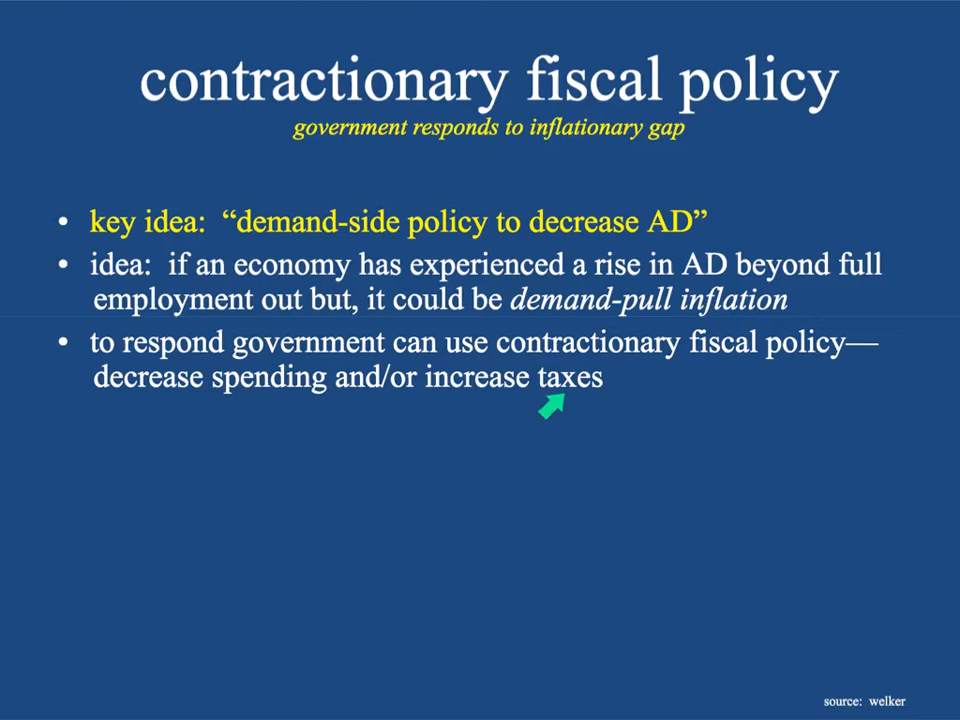 contractionary fiscal policy
government responds to inflationary gap
• key idea: “demand-side policy to decrease AD”
• idea: if an economy has experienced a rise in AD beyond full
employment out but, it could be demand-pull inflation
• to respond government can use contractionary fiscal policy—
decrease spending and/or increase taxes
source: welker